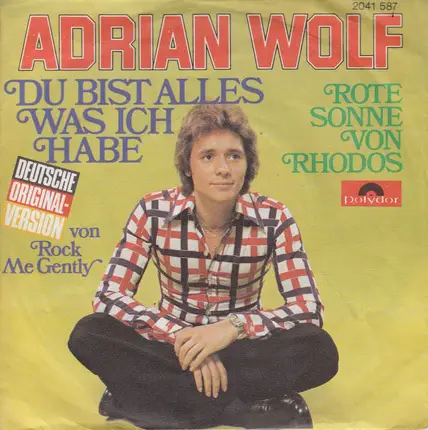 2041 587
ADRIAN WOLF
DU BIST ALLES
WAS ICH
HABE
ROTE
SONNE
VON
RHODOS
DEUTSCHE
ORIGINAL-
VERSION
von
Rock
Me Gently
Polydor